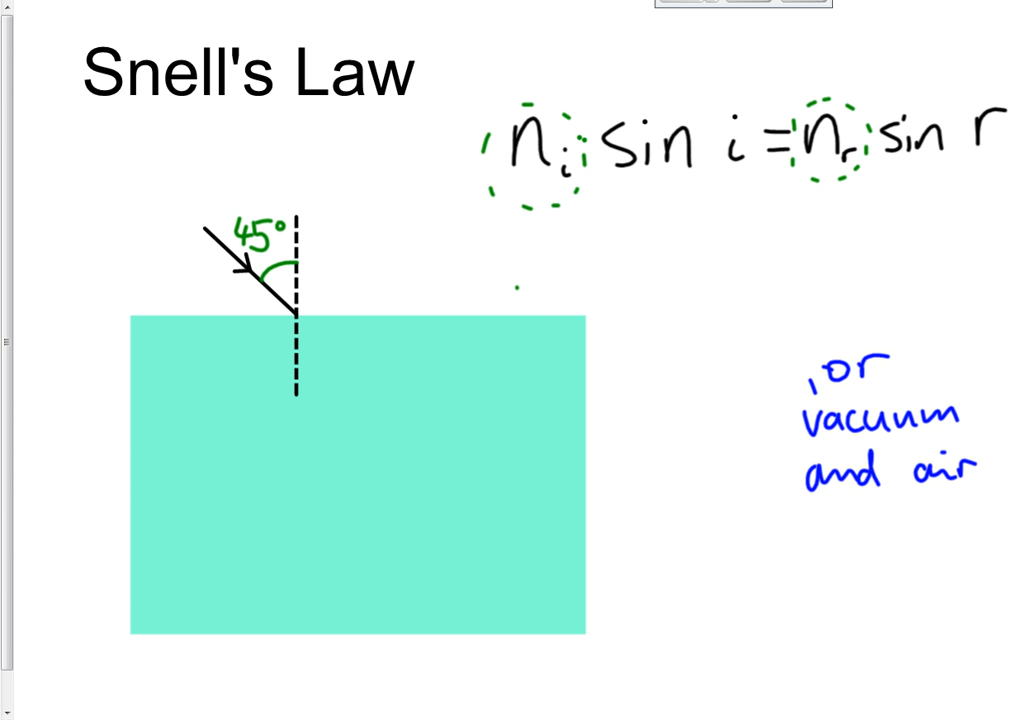 Snell's Law
nᵢ sin i = nᵣ sin r
45°
, or
vacuum
and air